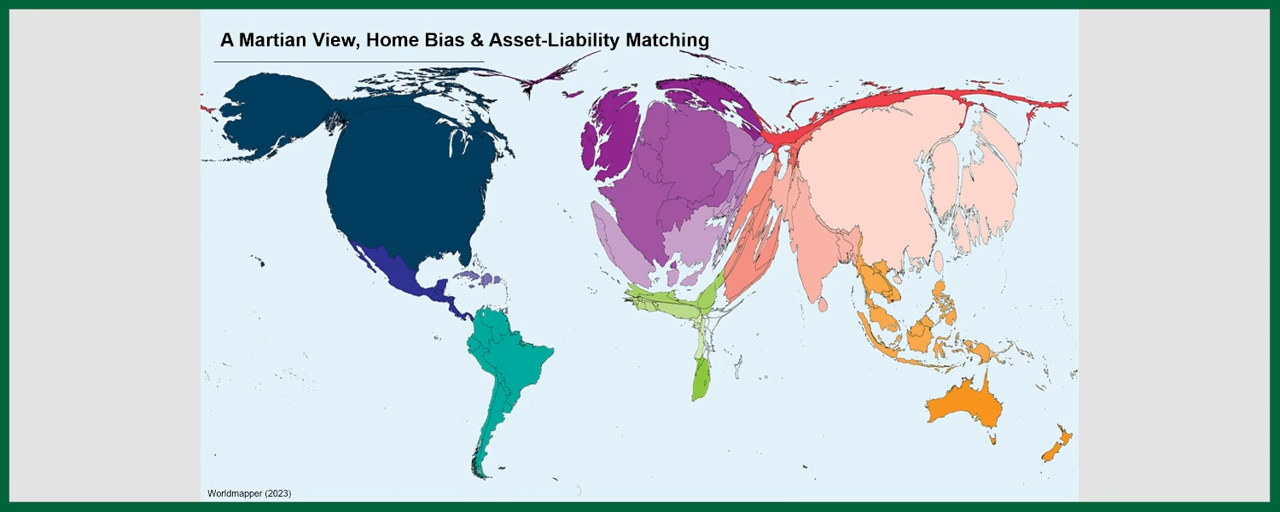 A Martian View, Home Bias & Asset-Liability Matching
Worldmapper (2023)